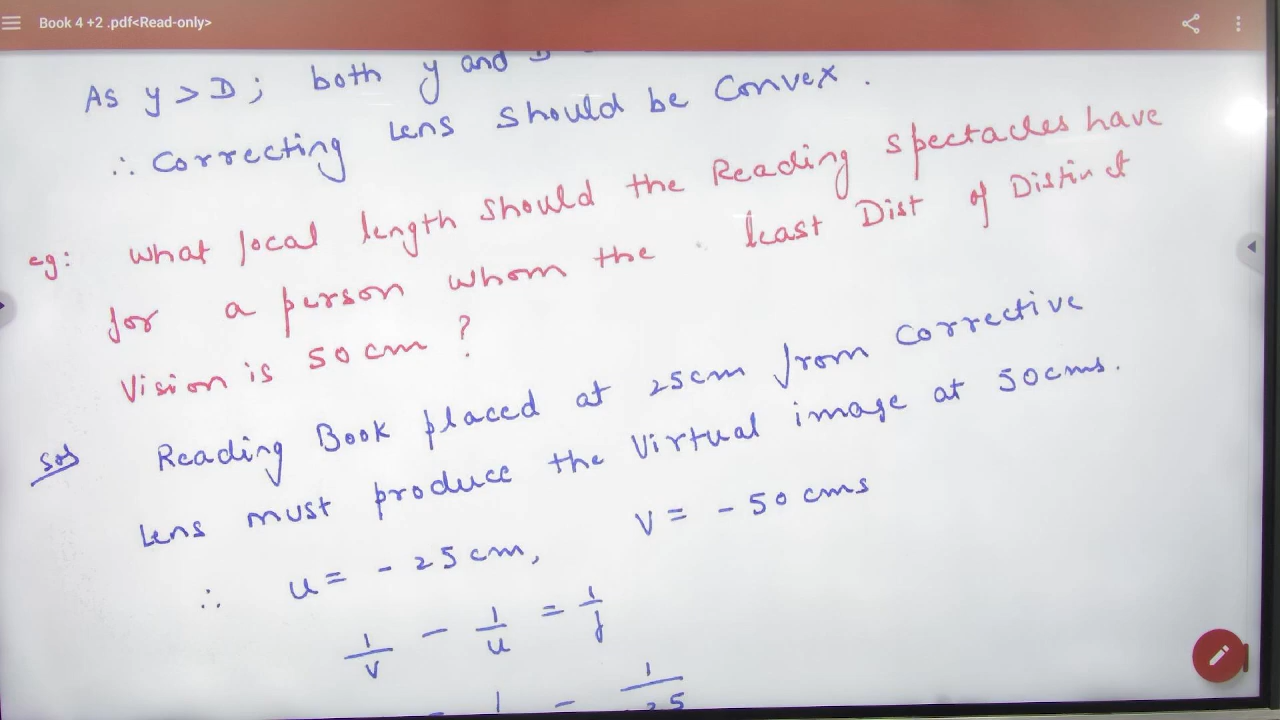 Book 4 +2 .pdf<Read-only>
As y > D; both y and D
∴ Correcting Lens should be Convex.
eg: What focal length should the Reading spectacles have
for a person whom the least Dist of Distinct
Vision is 50 cm?
Sol Reading Book placed at 25cm from Corrective
Lens must produce the Virtual image at 50cms.
∴ u = - 25 cm, v = - 50 cms
1/v - 1/u = 1/f
- 1 - 1/25